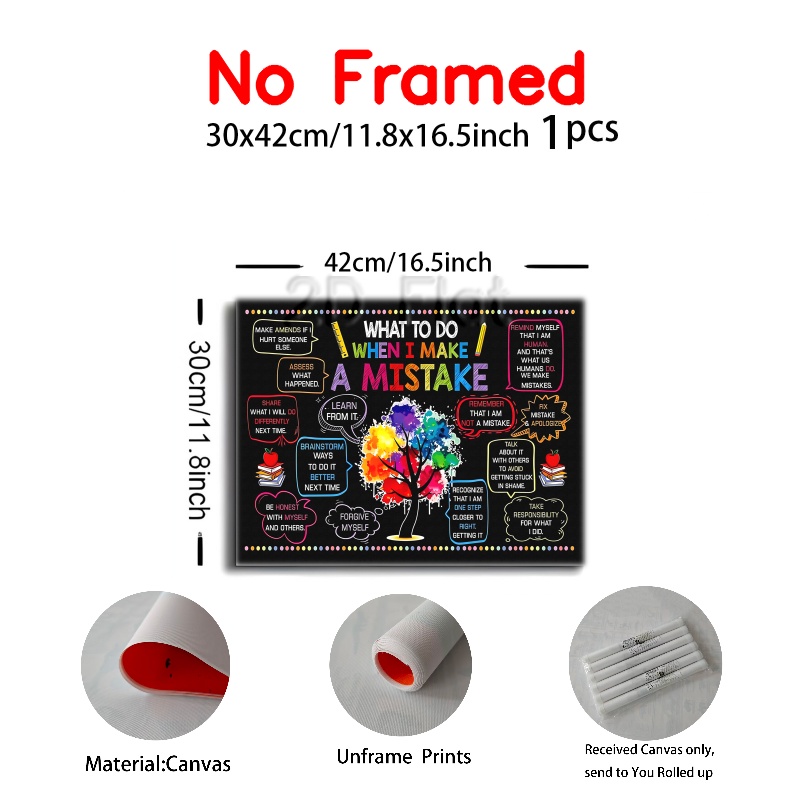 No Framed
30x42cm/11.8x16.5inch 1pcs
42cm/16.5inch
2D Flat
30cm/11.8inch
WHAT TO DO
WHEN I MAKE
A MISTAKE
MAKE AMENDS IF I
HURT SOMEONE
ELSE.
ASSESS
WHAT
HAPPENED.
REMIND MYSELF
THAT I AM
HUMAN,
AND THAT'S
WHAT US
HUMANS DO.
WE MAKE
MISTAKES.
SHARE
WHAT I WILL DO
DIFFERENTLY
NEXT TIME.
LEARN
FROM IT.
REMEMBER
THAT I AM
NOT A MISTAKE.
FIX
MISTAKE
& APOLOGIZE
BRAINSTORM
WAYS
TO DO IT
BETTER
NEXT TIME
TALK
ABOUT IT
WITH OTHERS
TO AVOID
GETTING STUCK
IN SHAME.
BE HONEST
WITH MYSELF
AND OTHERS.
FORGIVE
MYSELF
RECOGNIZE
THAT I AM
ONE STEP
CLOSER TO
RIGHT.
GETTING IT
TAKE
RESPONSIBILITY
FOR WHAT
I DID.
Material:Canvas
Unframe Prints
Received Canvas only,
send to You Rolled up